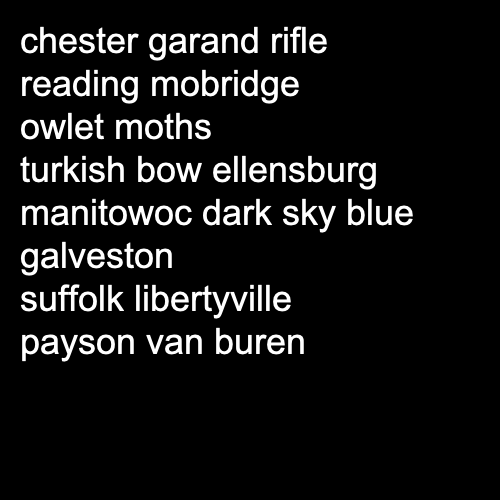 chester garand rifle
reading mobridge
owlet moths
turkish bow ellensburg
manitowoc dark sky blue
galveston
suffolk libertyville
payson van buren